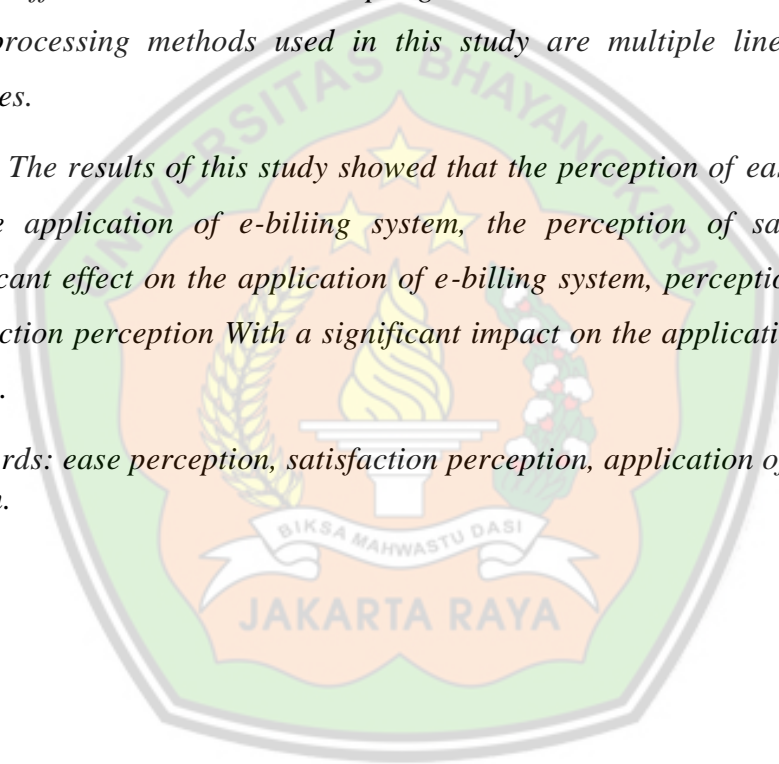 processing methods used in this study are multiple line
es.
The results of this study showed that the perception of eas
e application of e-biliing system, the perception of sa
cant effect on the application of e-billing system, perceptio
ction perception With a significant impact on the applicati
.
rds: ease perception, satisfaction perception, application of
.
UNIVERSITAS BHAYANGKARA
BIKSA MAHWASTU DASI
JAKARTA RAYA